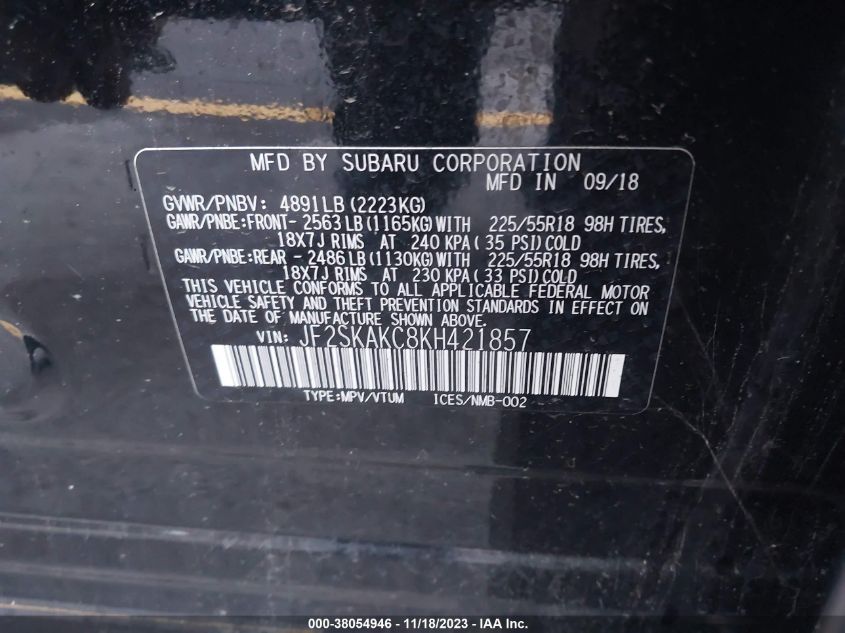 MFD BY SUBARU CORPORATION
MFD IN 09/18
GVWR/PNBV: 4891LB (2223KG)
GAWR/PNBE:FRONT- 2563 LB (1165KG) WITH 225/55R18 98H TIRES,
18X7J RIMS AT 240 KPA ( 35 PSI) COLD
GAWR/PNBE:REAR - 2486 LB (1130KG) WITH 225/55R18 98H TIRES,
18X7J RIMS AT 230 KPA ( 33 PSI) COLD
THIS VEHICLE CONFORMS TO ALL APPLICABLE FEDERAL MOTOR
VEHICLE SAFETY AND THEFT PREVENTION STANDARDS IN EFFECT ON
THE DATE OF MANUFACTURE SHOWN ABOVE.
VIN: JF2SKAKC8KH421857
TYPE:MPV/VTUM ICES/NMB-002
000-38054946 - 11/18/2023 - IAA Inc.